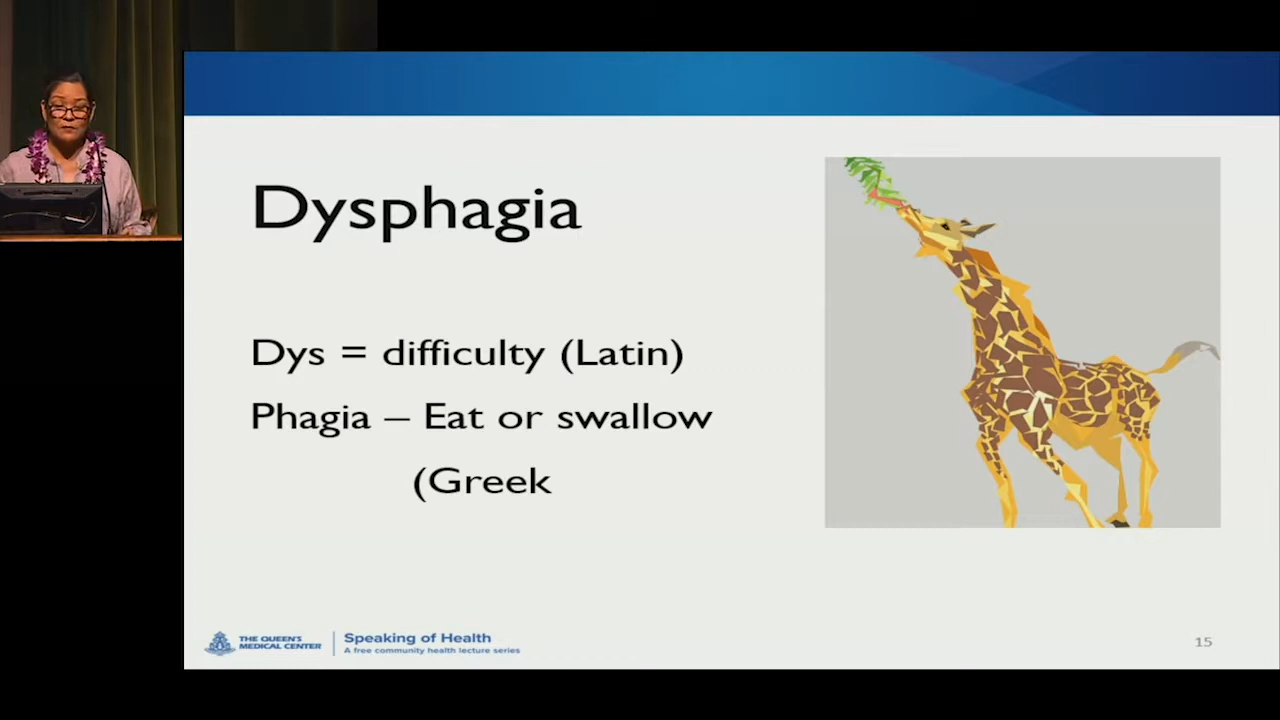 Dysphagia
Dys = difficulty (Latin)
Phagia – Eat or swallow
(Greek
THE QUEEN'S
MEDICAL CENTER
Speaking of Health
A free community health lecture series
15